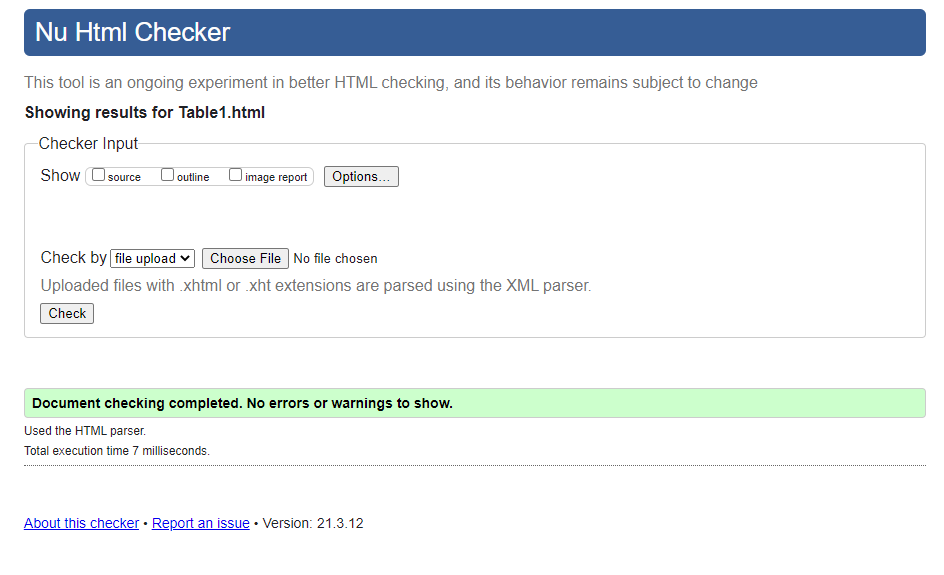 Nu Html Checker
This tool is an ongoing experiment in better HTML checking, and its behavior remains subject to change
Showing results for Table1.html
Checker Input
Show source outline image report Options...
Check by file upload Choose File No file chosen
Uploaded files with .xhtml or .xht extensions are parsed using the XML parser.
Check
Document checking completed. No errors or warnings to show.
Used the HTML parser.
Total execution time 7 milliseconds.
About this checker • Report an issue • Version: 21.3.12